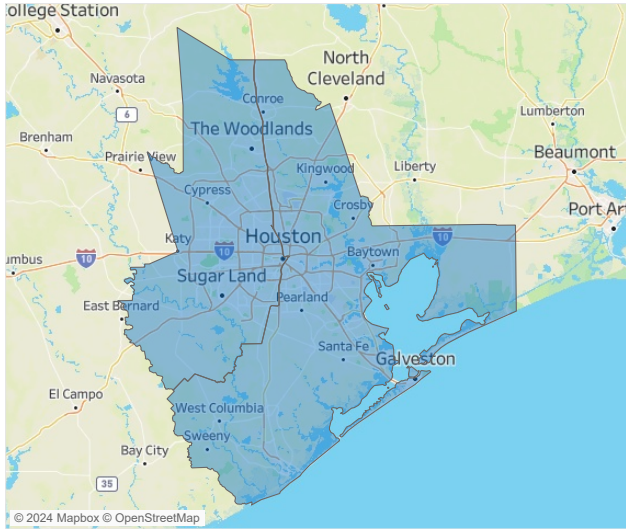 ollege Station
North
Cleveland
Navasota
6
Conroe
Lumberton
The Woodlands
Brenham
Prairie View
Beaumont
Kingwood
Liberty
Cypress
Crosby
Port Ar
Katy
Houston
10
10
10
umbus
Baytown
Sugar Land
East Bernard
Pearland
Santa Fe
Galveston
El Campo
West Columbia
Sweeny
Bay City
35
© 2024 Mapbox © OpenStreetMap